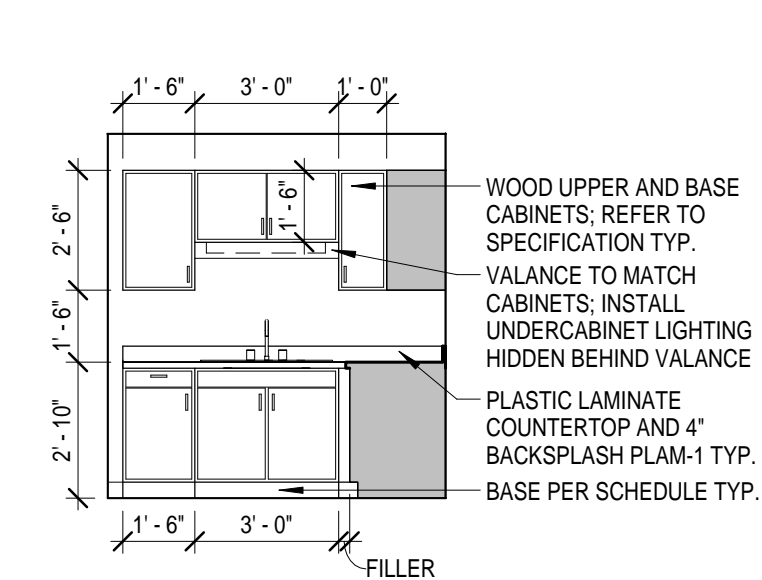 1' - 6" 3' - 0" 1' - 0"
2' - 6"
1' - 6"
1' - 6"
2' - 10"
WOOD UPPER AND BASE
CABINETS; REFER TO
SPECIFICATION TYP.
VALANCE TO MATCH
CABINETS; INSTALL
UNDERCABINET LIGHTING
HIDDEN BEHIND VALANCE
PLASTIC LAMINATE
COUNTERTOP AND 4"
BACKSPLASH PLAM-1 TYP.
BASE PER SCHEDULE TYP.
1' - 6" 3' - 0"
FILLER